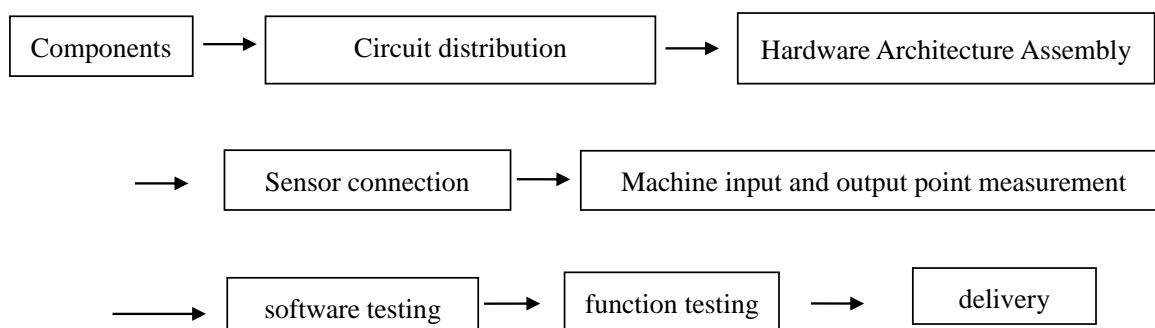 Components
Circuit distribution
Hardware Architecture Assembly
Sensor connection
Machine input and output point measurement
software testing
function testing
delivery